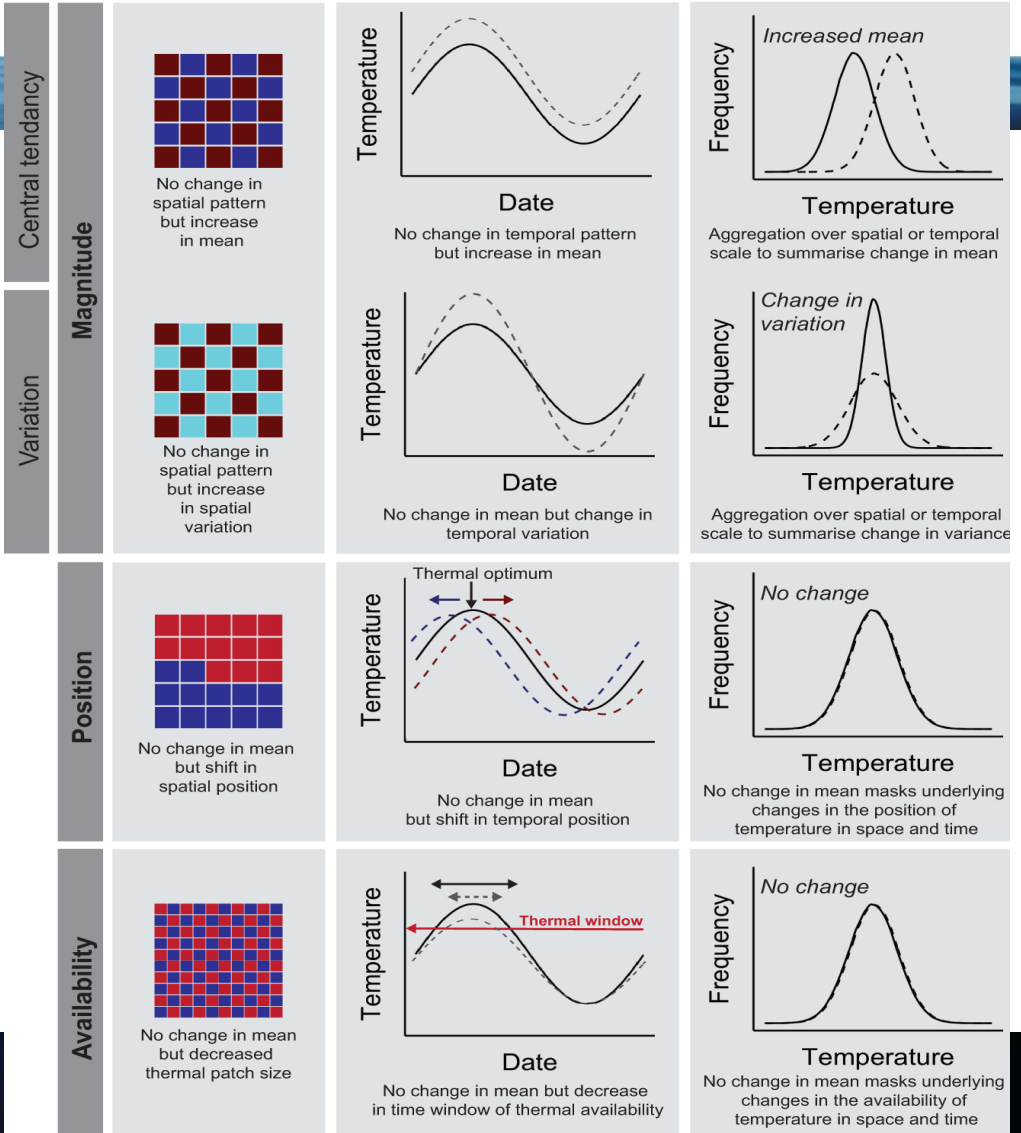 Central tendancy
Variation
Magnitude
No change in
spatial pattern
but increase
in mean
Temperature
Date
No change in temporal pattern
but increase in mean
Increased mean
Frequency
Temperature
Aggregation over spatial or temporal
scale to summarise change in mean
No change in
spatial pattern
but increase
in spatial
variation
Temperature
Date
No change in mean but change in
temporal variation
Change in
variation
Frequency
Temperature
Aggregation over spatial or temporal
scale to summarise change in variance
Position
No change in mean
but shift in
spatial position
Thermal optimum
Temperature
Date
No change in mean
but shift in temporal position
No change
Frequency
Temperature
No change in mean masks underlying
changes in the position of
temperature in space and time
Availability
No change in mean
but decreased
thermal patch size
Thermal window
Temperature
Date
No change in mean but decrease
in time window of thermal availability
No change
Frequency
Temperature
No change in mean masks underlying
changes in the availability of
temperature in space and time